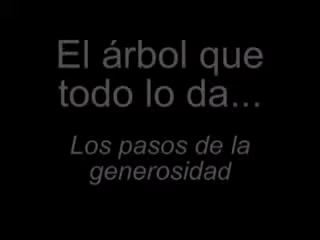 El árbol que
todo lo da...
Los pasos de la
generosidad